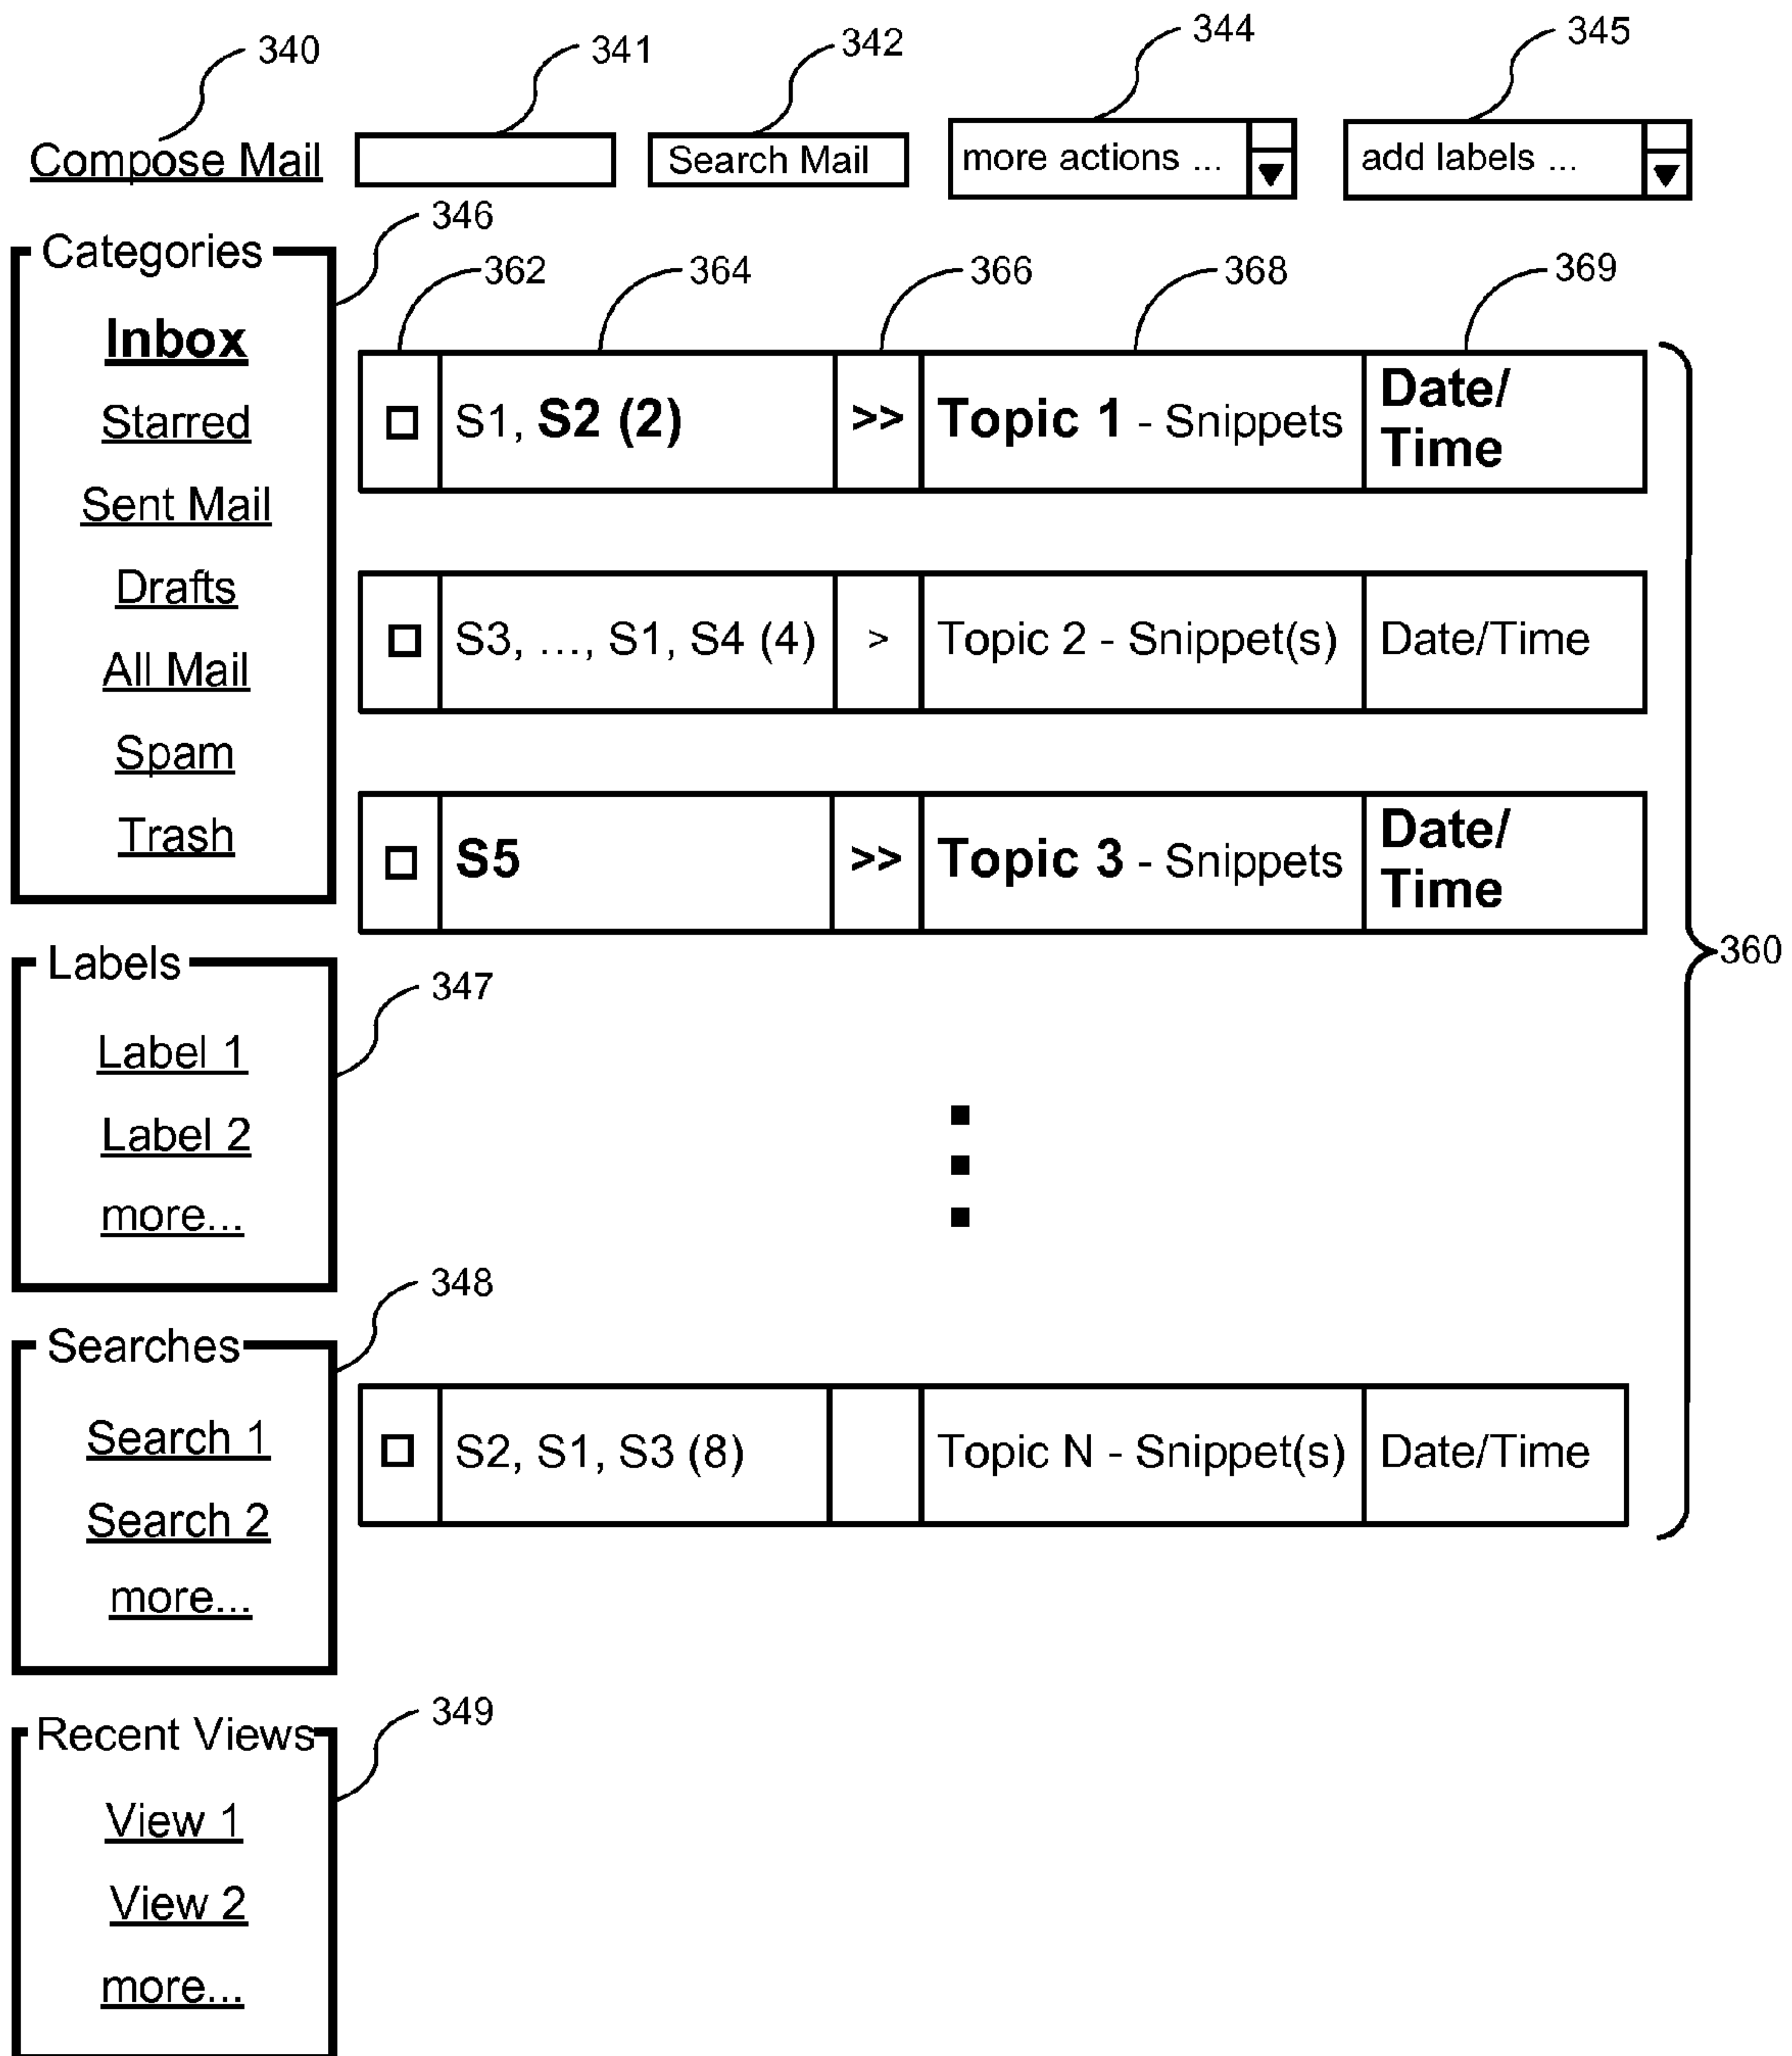 340
341
342
344
345
Compose Mail
Search Mail
more actions ...
add labels ...
346
Categories
Inbox
Starred
Sent Mail
Drafts
All Mail
Spam
Trash
362
364
366
368
369
S1, S2 (2)
>>
Topic 1 - Snippets
Date/
Time
S3, ..., S1, S4 (4)
>
Topic 2 - Snippet(s)
Date/Time
S5
>>
Topic 3 - Snippets
Date/
Time
360
Labels
347
Label 1
Label 2
more...
348
Searches
Search 1
Search 2
more...
S2, S1, S3 (8)
Topic N - Snippet(s)
Date/Time
349
Recent Views
View 1
View 2
more...